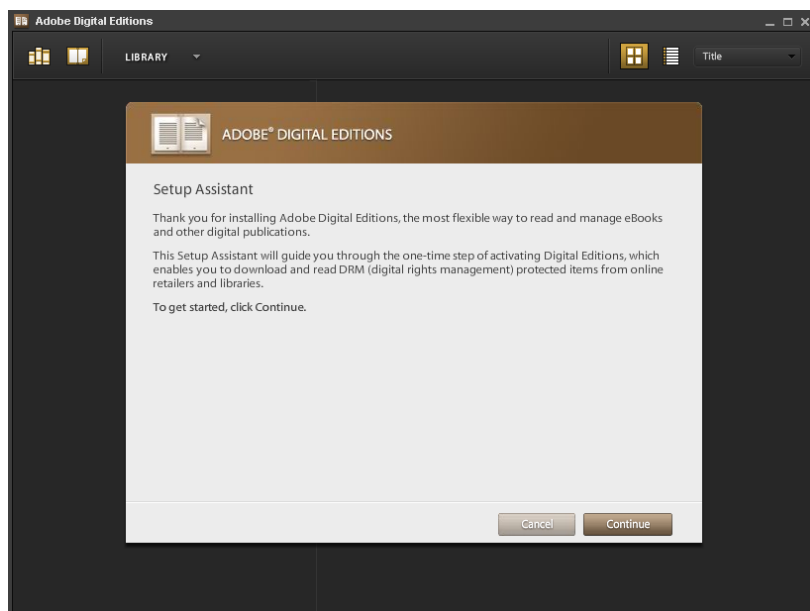 Adobe Digital Editions
LIBRARY
Title
ADOBE® DIGITAL EDITIONS
Setup Assistant
Thank you for installing Adobe Digital Editions, the most flexible way to read and manage eBooks
and other digital publications.
This Setup Assistant will guide you through the one-time step of activating Digital Editions, which
enables you to download and read DRM (digital rights management) protected items from online
retailers and libraries.
To get started, click Continue.
Cancel Continue